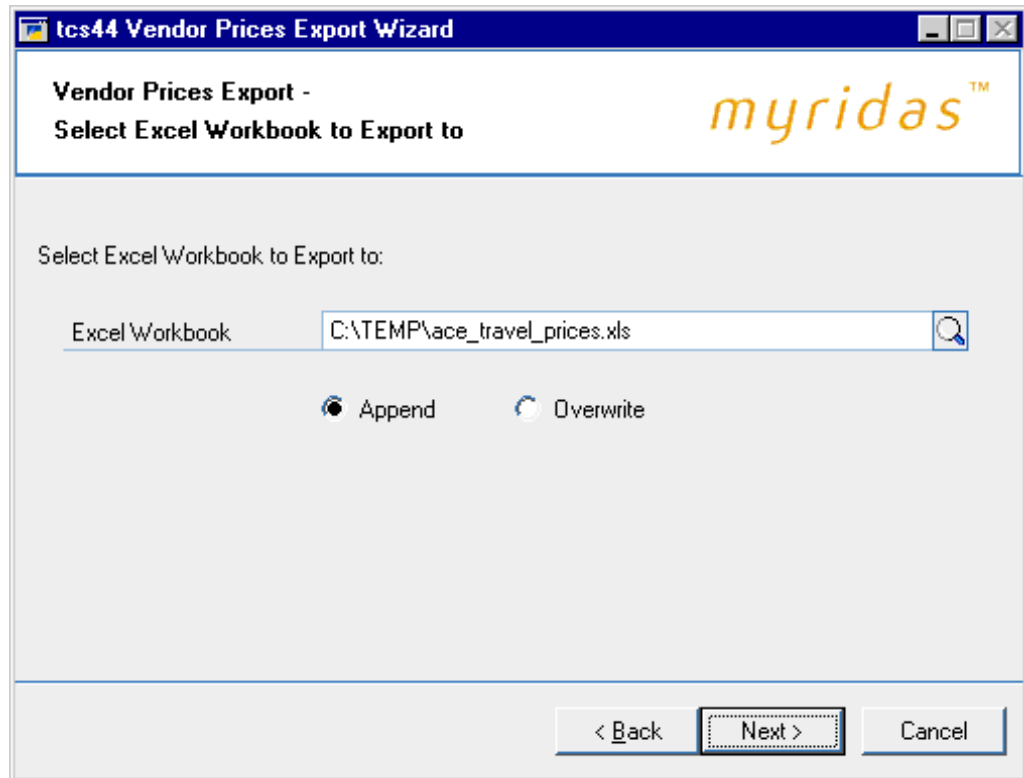 tcs44 Vendor Prices Export Wizard
Vendor Prices Export -
Select Excel Workbook to Export to
myridas™
Select Excel Workbook to Export to:
Excel Workbook C:\TEMP\ace_travel_prices.xls
Append Overwrite
< Back Next > Cancel